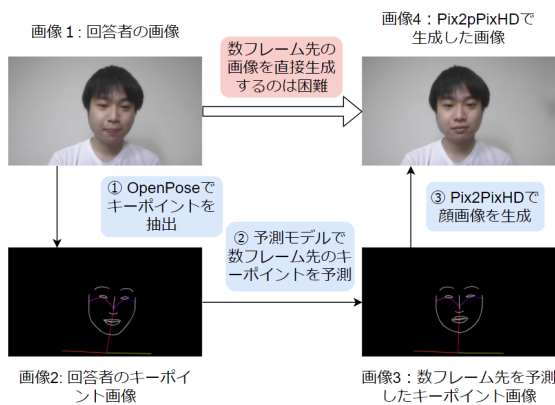 画像1:回答者の画像
画像4:Pix2pPixHDで
生成した画像
数フレーム先の
画像を直接生成
するのは困難
① OpenPoseで
キーポイントを
抽出
② 予測モデルで
数フレーム先のキ
ーポイントを予測
③ Pix2PixHDで
顔画像を生成
画像2: 回答者のキーポイ
ント画像
画像3:数フレーム先を予測
したキーポイント画像